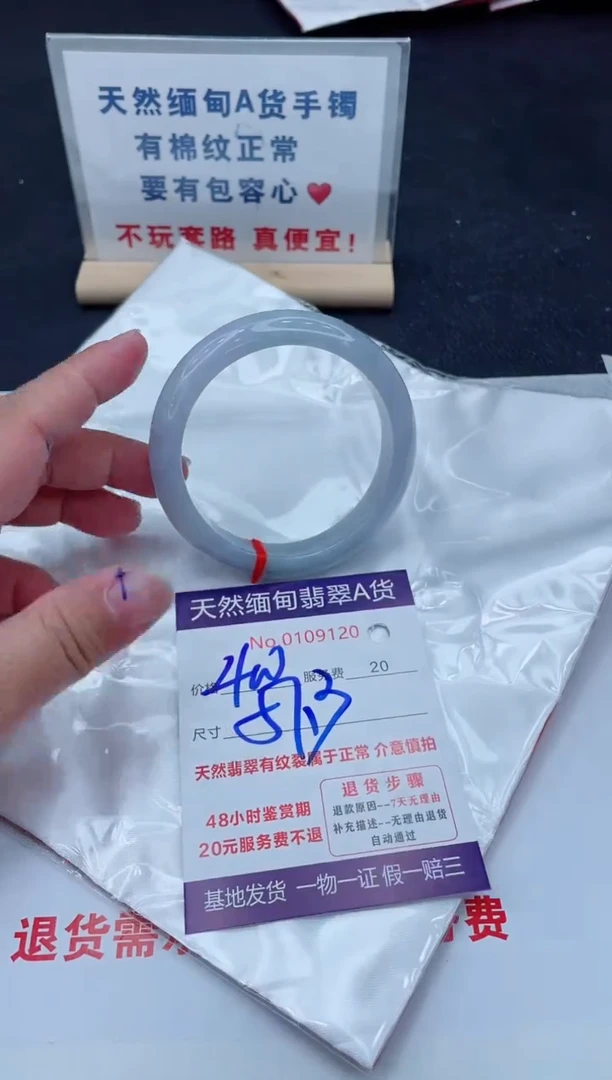 天然缅甸A货手镯
有棉纹正常
要有包容心❤
不玩套路 真便宜!
天然缅甸翡翠A货
No.0109120
价格 服务费 20
尺寸
天然翡翠有纹裂属于正常 介意慎拍
48小时鉴赏期
20元服务费不退
退货步骤
退款原因--7天无理由
补充描述--无理由退货
自动通过
基地发货 一物一证 假一赔三
退货需 费